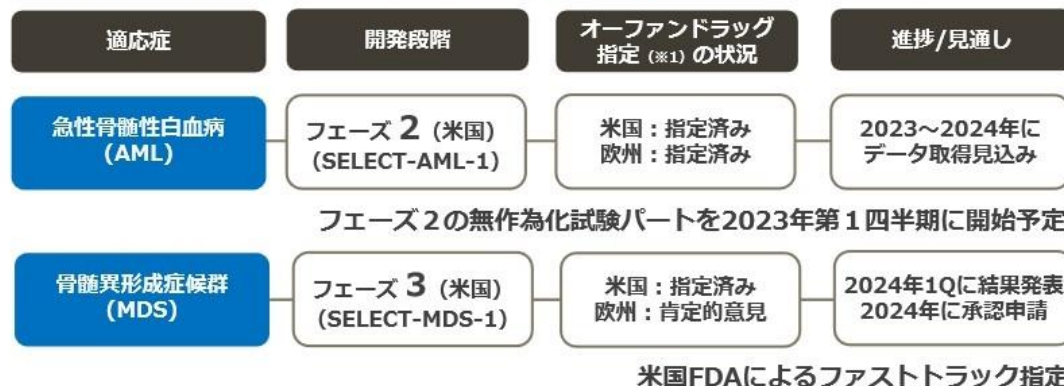 適応症
開発段階
オーファンドラッグ
指定 (※1) の状況
進捗/見通し
急性骨髄性白血病
(AML)
フェーズ 2 (米国)
(SELECT-AML-1)
米国：指定済み
欧州：指定済み
2023～2024年に
データ取得見込み
フェーズ２の無作為化試験パートを2023年第１四半期に開始予定
骨髄異形成症候群
(MDS)
フェーズ 3 (米国)
(SELECT-MDS-1)
米国：指定済み
欧州：肯定的意見
2024年1Qに結果発表
2024年に承認申請
米国FDAによるファストトラック指定